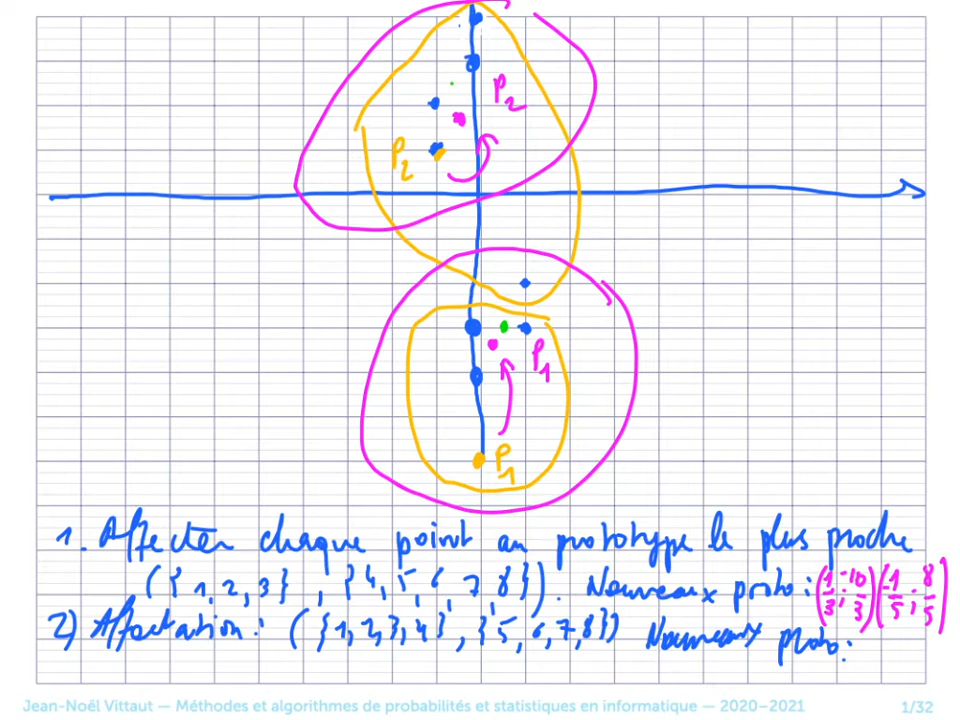 P2
P2
P1
P1
1. Affecter chaque point au prototype le plus proche
({1,2,3} , {4,5,6,7,8}). Nouveaux proto : (1/3 ; -10/3) (-1/5 ; 8/5)
2) Affectation : ({1,2,3,4}, {5,6,7,8}) Nouveaux proto :
Jean-Noël Vittaut — Méthodes et algorithmes de probabilités et statistiques en informatique — 2020–2021 1/32